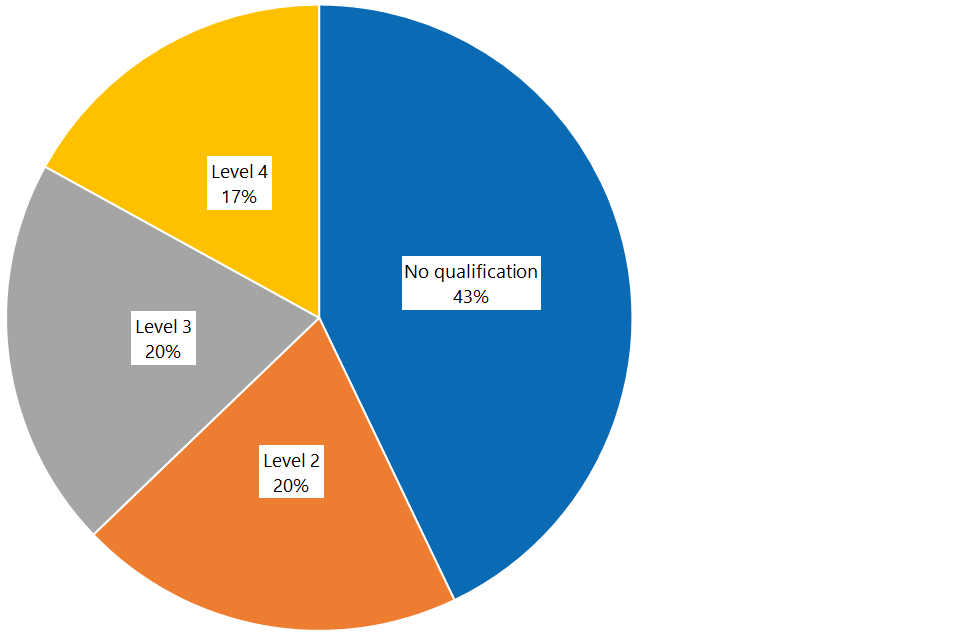 Level 4
17%
No qualification
43%
Level 3
20%
Level 2
20%